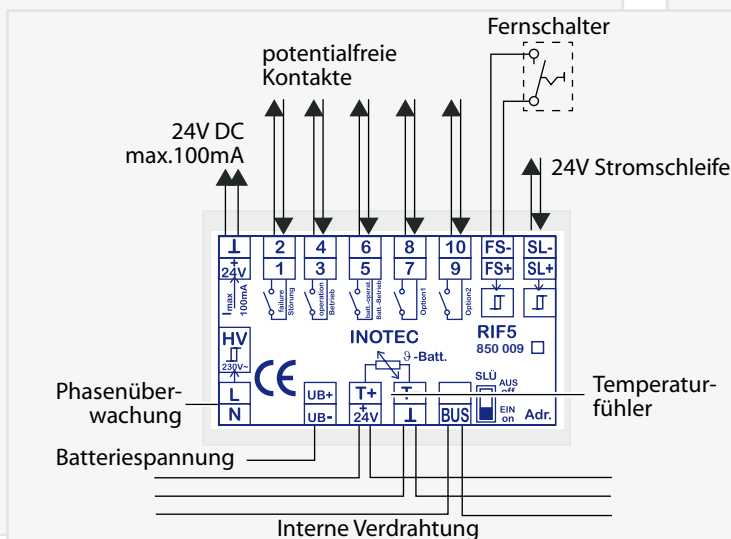 Fernschalter
potentialfreie
Kontakte
24V DC
max.100mA
24V Stromschleife
⊥ 2 4 6 8 10 FS- SL-
+
24V 1 3 5 7 9 FS+ SL+
Imax
100mA
failure
Störung
operation
Betrieb
batt.-operat.
Batt.-Betrieb
Option1
Option2
HV
230V~
INOTEC
RIF5
850 009
ϑ -Batt.
CE
SLÜ
AUS
off
EIN
on
L UB+ T+ T-
N UB- + 24V ⊥ BUS Adr.
Phasenüber-
wachung
Temperatur-
fühler
Batteriespannung
Interne Verdrahtung